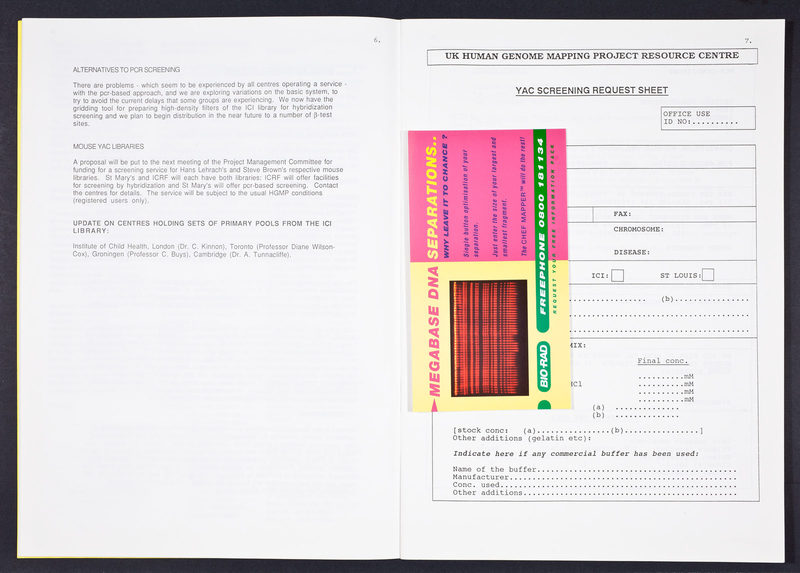 6.
ALTERNATIVES TO PCR SCREENING
There are problems - which seem to be experienced by all centres operating a service -
with the pcr-based approach, and we are exploring variations on the basic system, to
try to avoid the current delays that some groups are experiencing. We now have the
gridding tool for preparing high-density filters of the ICI library for hybridization
screening and we plan to begin distribution in the near future to a number of β-test
sites.
MOUSE YAC LIBRARIES
A proposal will be put to the next meeting of the Project Management Committee for
funding for a screening service for Hans Lehrach's and Steve Brown's respective mouse
libraries. St Mary's and ICRF will each have both libraries; ICRF will offer facilities
for screening by hybridization and St Mary's will offer pcr-based screening. Contact
the centres for details. The service will be subject to the usual HGMP conditions
(registered users only).
UPDATE ON CENTRES HOLDING SETS OF PRIMARY POOLS FROM THE ICI
LIBRARY:
Institute of Child Health, London (Dr. C. Kinnon), Toronto (Professor Diane Wilson-
Cox), Groningen (Professor C. Buys), Cambridge (Dr. A. Tunnacliffe).
7.
UK HUMAN GENOME MAPPING PROJECT RESOURCE CENTRE
YAC SCREENING REQUEST SHEET
OFFICE USE
ID NO:..........
MEGABASE DNA SEPARATIONS..
WHY LEAVE IT TO CHANCE ?
Single button optimisation of your
seperation.
Just enter the size of your largest and
smallest fragment.
The CHEF MAPPER™ will do the rest!
BIO-RAD FREEPHONE 0800 181134
REQUEST YOUR FREE INFORMATION PACK
FAX:
CHROMOSOME:
DISEASE:
ICI: ST LOUIS:
(b)................
MIX:
Final conc.
..........mM
HCl ..........mM
..........mM
..........mM
(a) ..............
(b) ..............
[stock conc: (a)................(b)................]
Other additions (gelatin etc):
Indicate here if any commercial buffer has been used:
Name of the buffer...........................................
Manufacturer.................................................
Conc. used...................................................
Other additions..............................................